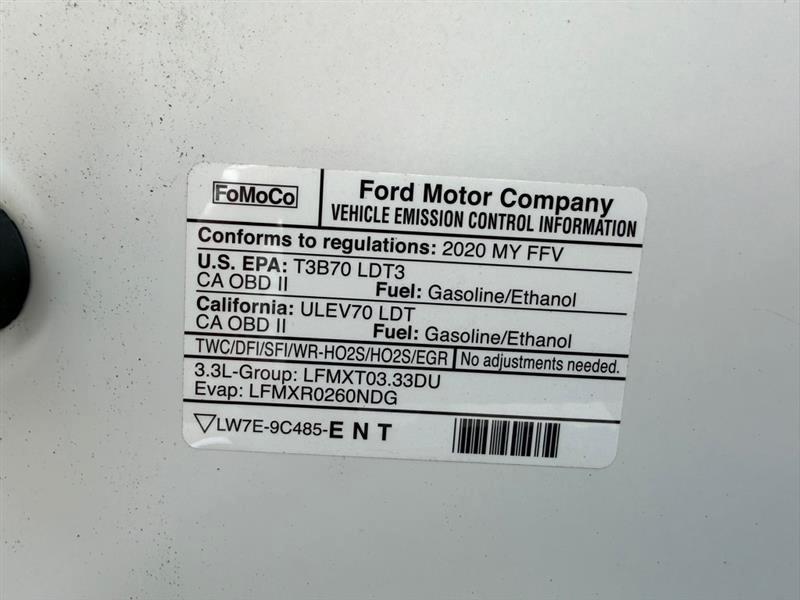 FoMoCo
Ford Motor Company
VEHICLE EMISSION CONTROL INFORMATION
Conforms to regulations: 2020 MY FFV
U.S. EPA: T3B70 LDT3
CA OBD II Fuel: Gasoline/Ethanol
California: ULEV70 LDT
CA OBD II Fuel: Gasoline/Ethanol
TWC/DFI/SFI/WR-HO2S/HO2S/EGR No adjustments needed.
3.3L-Group: LFMXT03.33DU
Evap: LFMXR0260NDG
LW7E-9C485-E N T